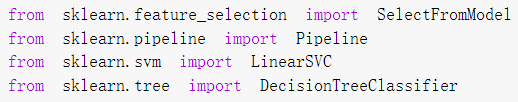 from sklearn.feature_selection import SelectFromModel
from sklearn.pipeline import Pipeline
from sklearn.svm import LinearSVC
from sklearn.tree import DecisionTreeClassifier